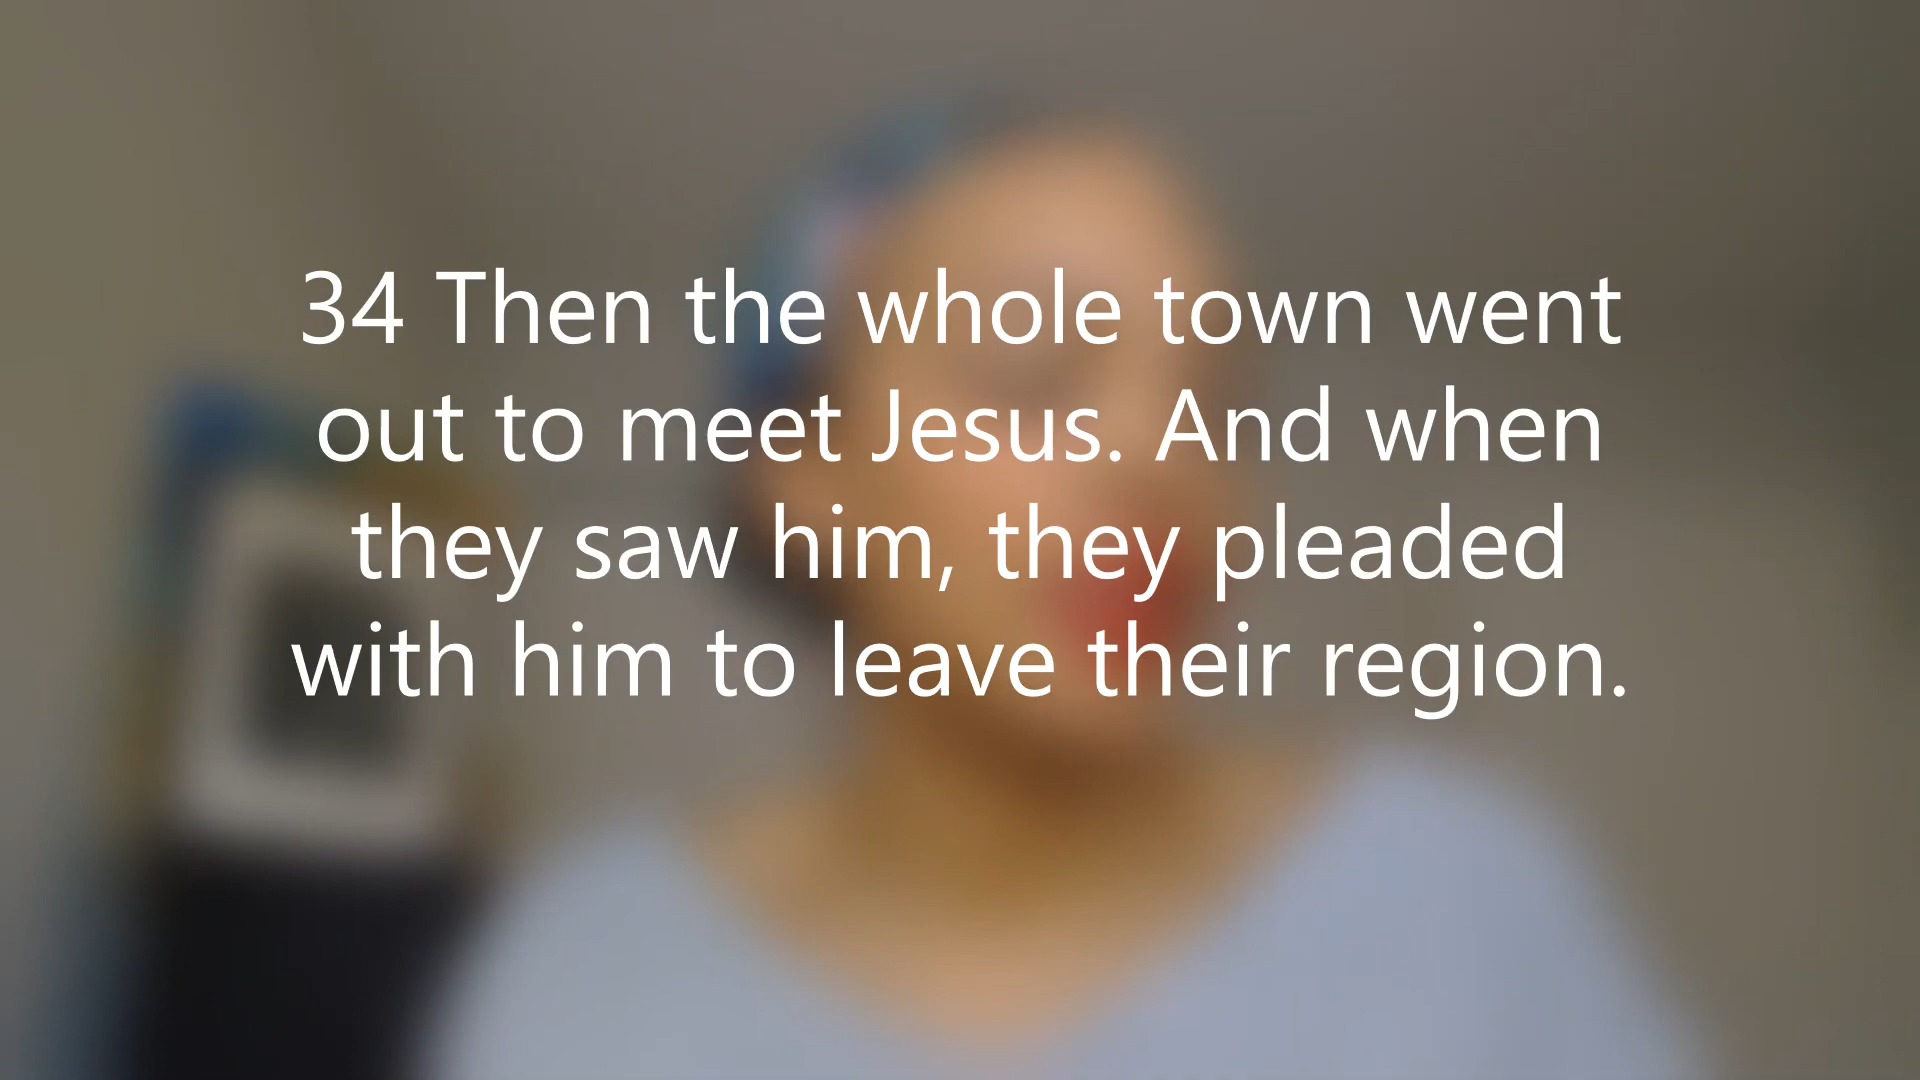 34 Then the whole town went
out to meet Jesus. And when
they saw him, they pleaded
with him to leave their region.